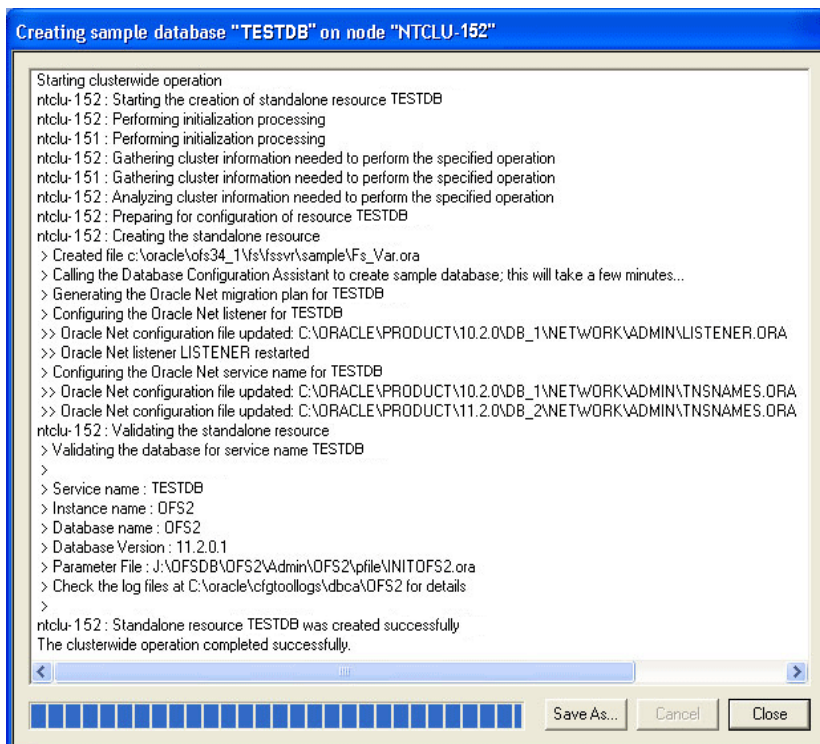 Creating sample database "TESTDB" on node "NTCLU-152"
Starting clusterwide operation
ntclu-152 : Starting the creation of standalone resource TESTDB
ntclu-152 : Performing initialization processing
ntclu-151 : Performing initialization processing
ntclu-152 : Gathering cluster information needed to perform the specified operation
ntclu-151 : Gathering cluster information needed to perform the specified operation
ntclu-152 : Analyzing cluster information needed to perform the specified operation
ntclu-152 : Preparing for configuration of resource TESTDB
ntclu-152 : Creating the standalone resource
> Created file c:\oracle\ofs34_1\fs\fssvr\sample\Fs_Var.ora
> Calling the Database Configuration Assistant to create sample database; this will take a few minutes...
> Generating the Oracle Net migration plan for TESTDB
> Configuring the Oracle Net listener for TESTDB
>> Oracle Net configuration file updated: C:\ORACLE\PRODUCT\10.2.0\DB_1\NETWORK\ADMIN\LISTENER.ORA
>> Oracle Net listener LISTENER restarted
> Configuring the Oracle Net service name for TESTDB
>> Oracle Net configuration file updated: C:\ORACLE\PRODUCT\10.2.0\DB_1\NETWORK\ADMIN\TNSNAMES.ORA
>> Oracle Net configuration file updated: C:\ORACLE\PRODUCT\11.2.0\DB_2\NETWORK\ADMIN\TNSNAMES.ORA
ntclu-152 : Validating the standalone resource
> Validating the database for service name TESTDB
>
> Service name : TESTDB
> Instance name : OFS2
> Database name : OFS2
> Database Version : 11.2.0.1
> Parameter File : J:\OFSDB\OFS2\Admin\OFS2\pfile\INITOFS2.ora
> Check the log files at C:\oracle\cfgtoollogs\dbca\OFS2 for details
>
ntclu-152 : Standalone resource TESTDB was created successfully
The clusterwide operation completed successfully.
Save As... Cancel Close